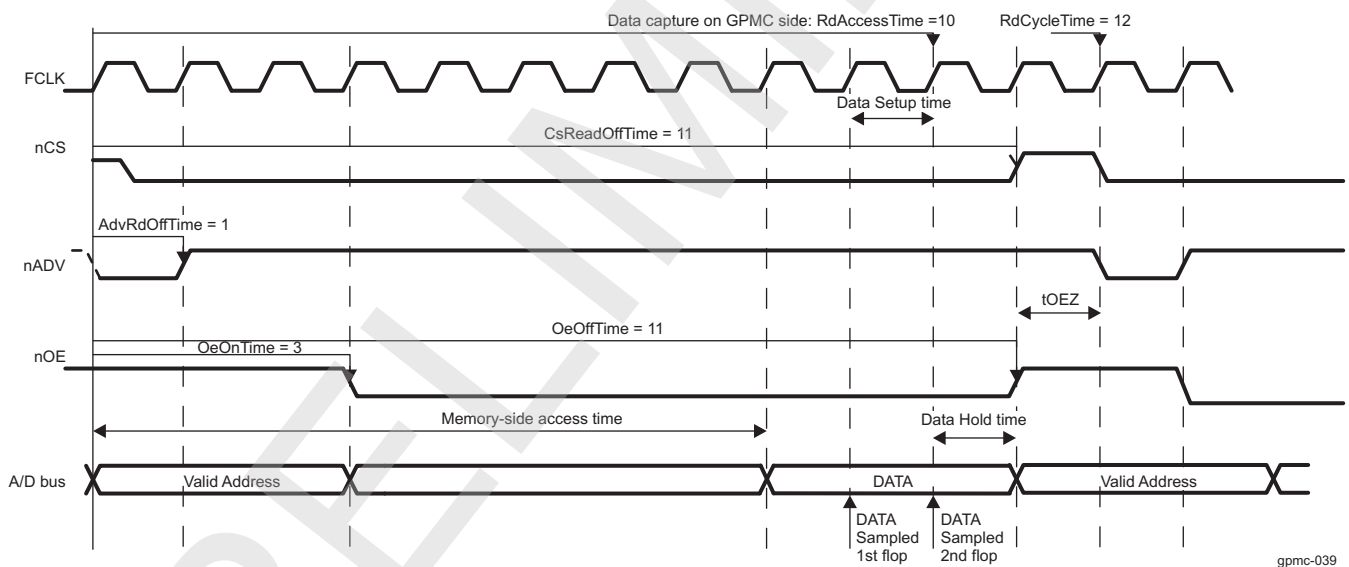 Data capture on GPMC side: RdAccessTime =10
RdCycleTime = 12
FCLK
Data Setup time
CsReadOffTime = 11
nCS
AdvRdOffTime = 1
nADV
tOEZ
OeOffTime = 11
nOE
OeOnTime = 3
Memory-side access time
Data Hold time
A/D bus
Valid Address
DATA
Valid Address
DATA
Sampled
1st flop
DATA
Sampled
2nd flop
gpmc-039